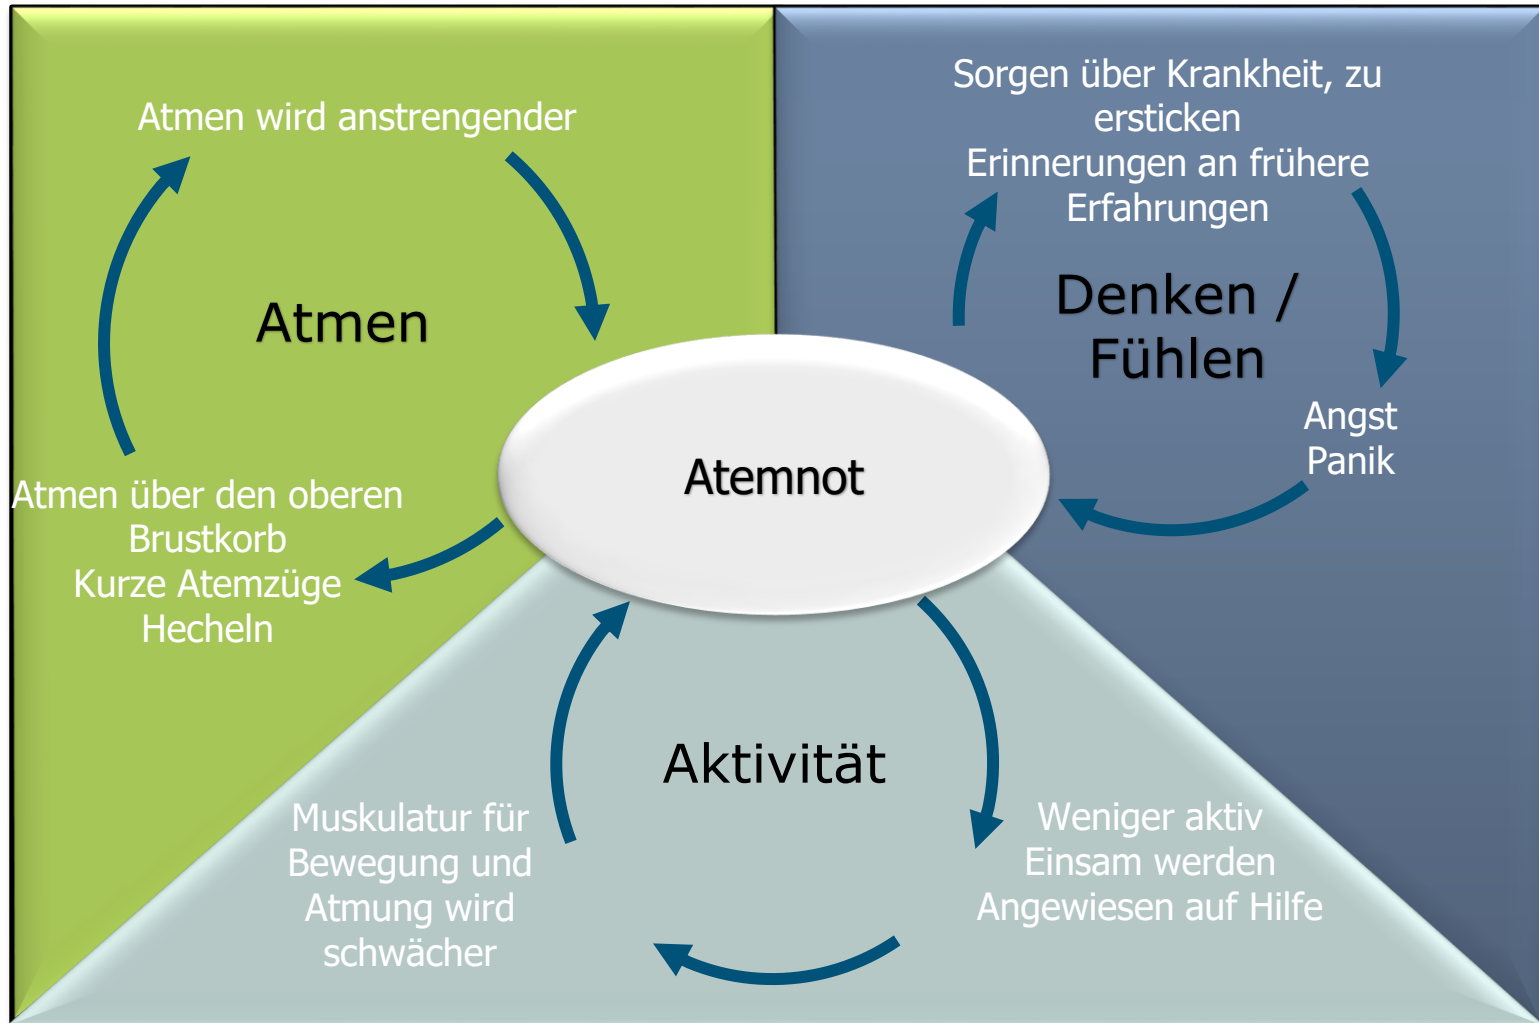 Atmen wird anstrengender
Atmen
Atmen über den oberen
Brustkorb
Kurze Atemzüge
Hecheln
Sorgen über Krankheit, zu
ersticken
Erinnerungen an frühere
Erfahrungen
Denken /
Fühlen
Angst
Panik
Atemnot
Aktivität
Muskulatur für
Bewegung und
Atmung wird
schwächer
Weniger aktiv
Einsam werden
Angewiesen auf Hilfe